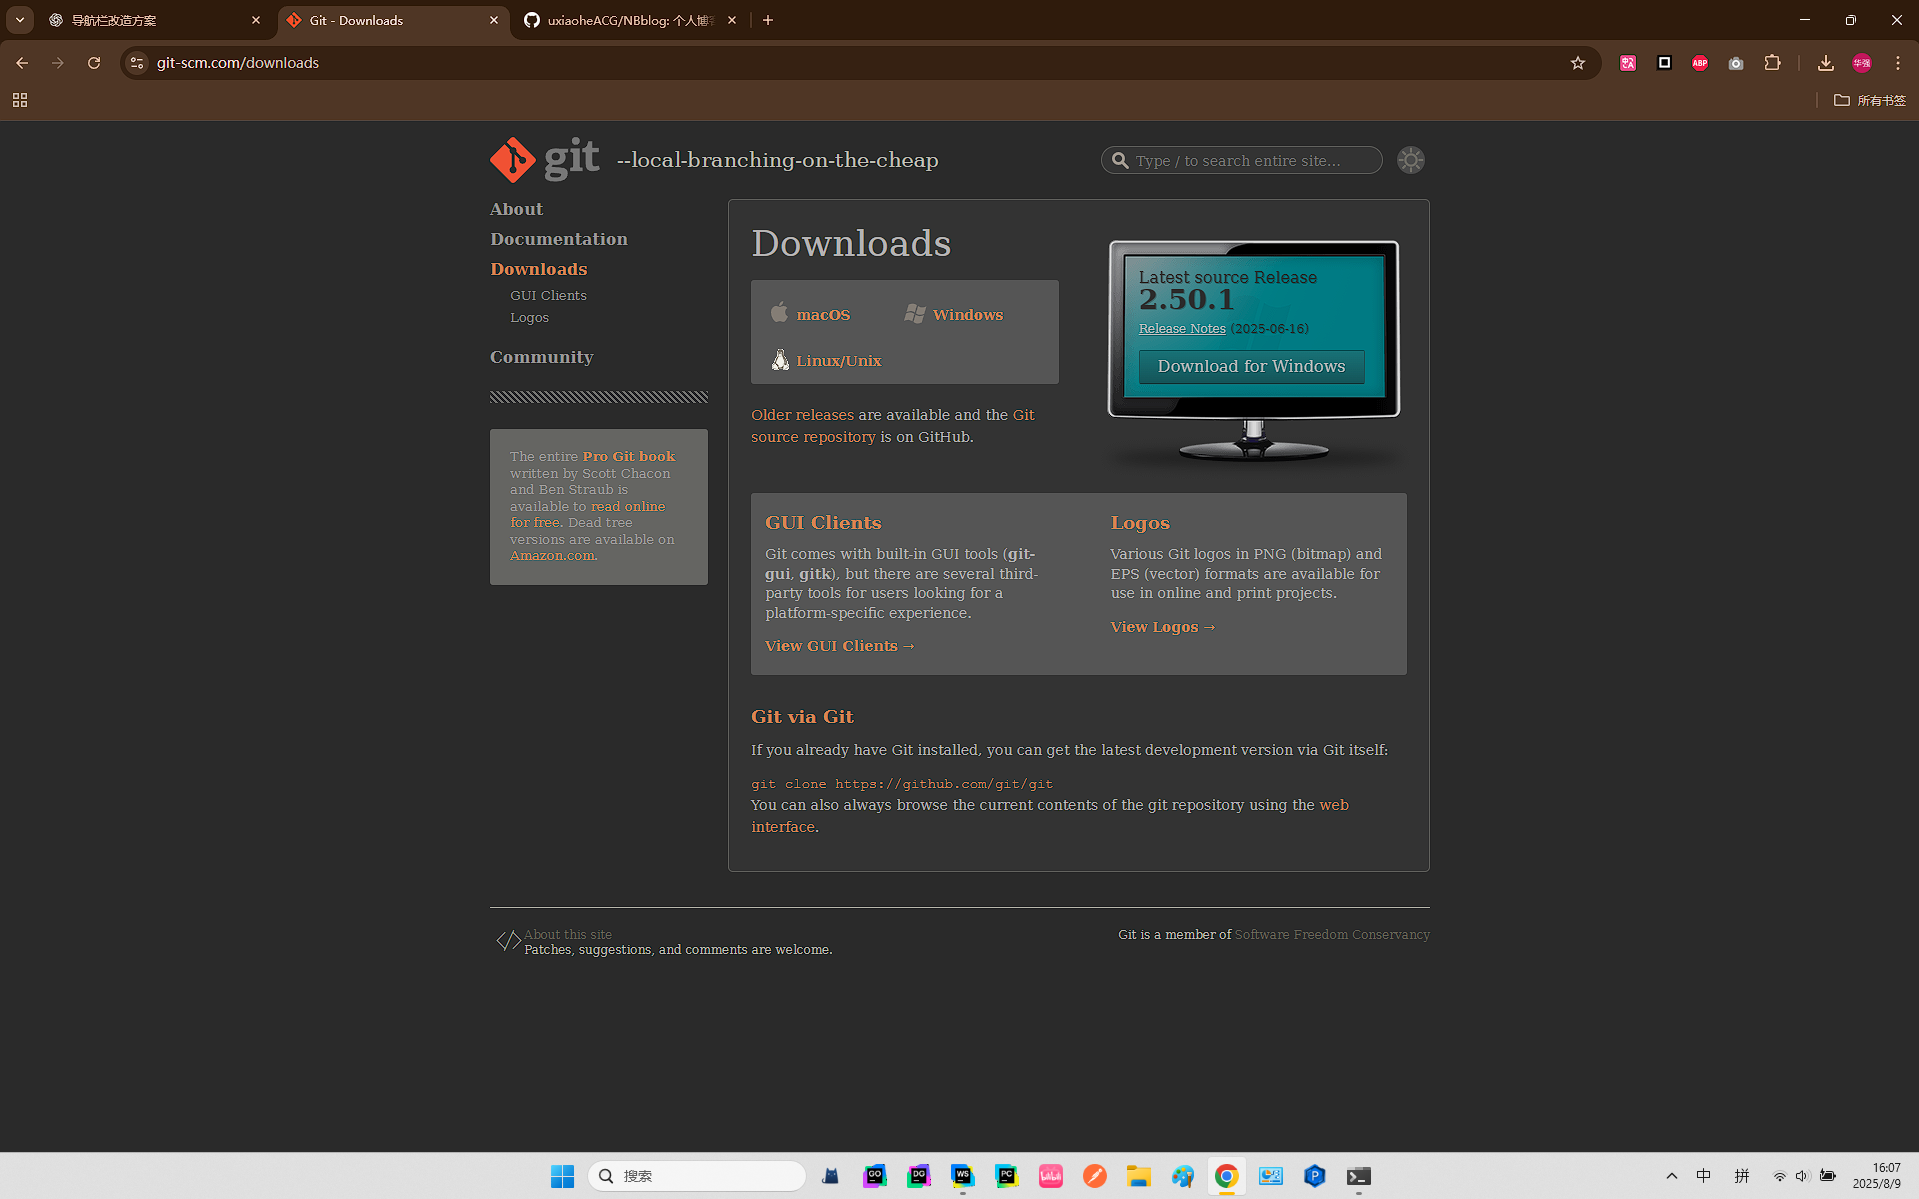 导航栏改造方案
Git - Downloads
uxiaoheACG/NBblog: 个人博
git-scm.com/downloads
ABP
华强
所有书签
git --local-branching-on-the-cheap
Type / to search entire site...
About
Documentation
Downloads
GUI Clients
Logos
Community
The entire Pro Git book
written by Scott Chacon
and Ben Straub is
available to read online
for free. Dead tree
versions are available on
Amazon.com.
Downloads
macOS
Windows
Linux/Unix
Older releases are available and the Git
source repository is on GitHub.
Latest source Release
2.50.1
Release Notes (2025-06-16)
Download for Windows
GUI Clients
Git comes with built-in GUI tools (git-
gui, gitk), but there are several third-
party tools for users looking for a
platform-specific experience.
View GUI Clients →
Logos
Various Git logos in PNG (bitmap) and
EPS (vector) formats are available for
use in online and print projects.
View Logos →
Git via Git
If you already have Git installed, you can get the latest development version via Git itself:
git clone https://github.com/git/git
You can also always browse the current contents of the git repository using the web
interface.
About this site
Patches, suggestions, and comments are welcome.
Git is a member of Software Freedom Conservancy
搜索
GO
DG
WS
PC
中
拼
16:07
2025/8/9